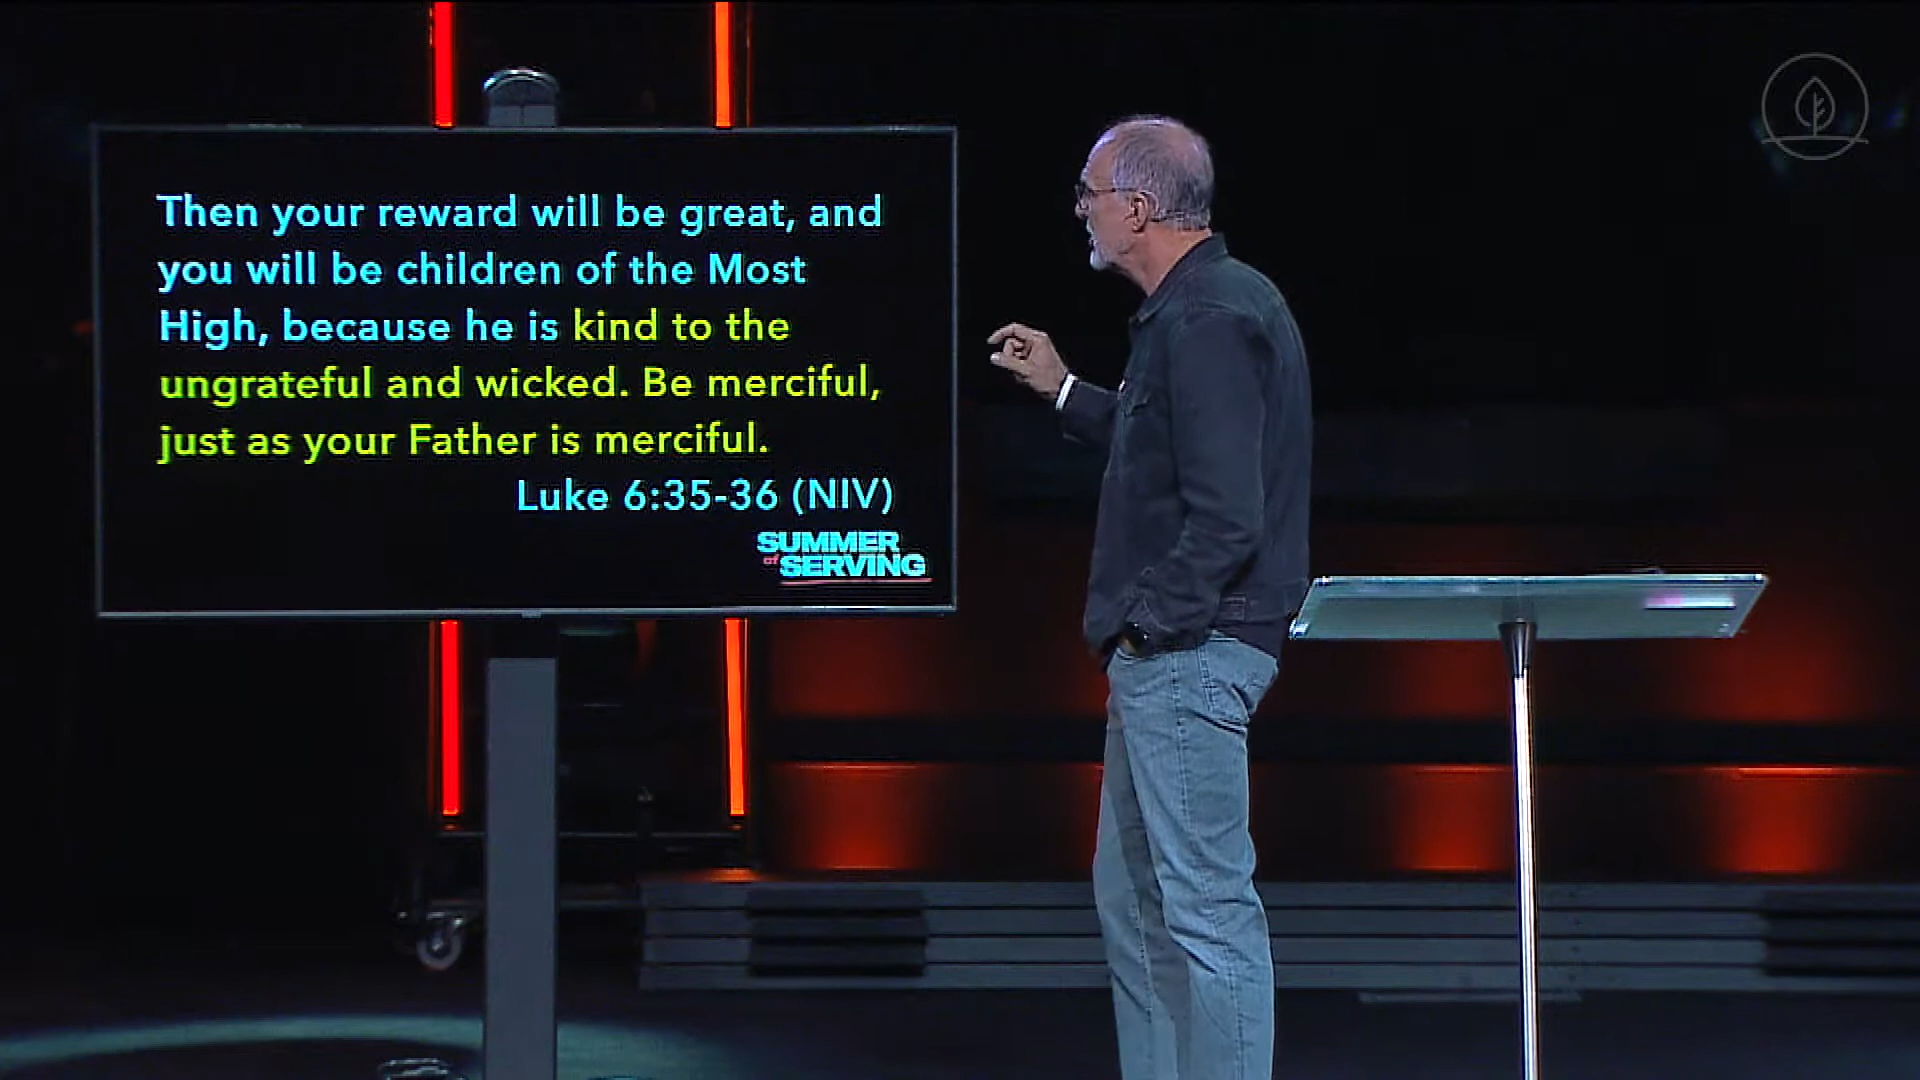 Then your reward will be great, and
you will be children of the Most
High, because he is kind to the
ungrateful and wicked. Be merciful,
just as your Father is merciful.
Luke 6:35-36 (NIV)
SUMMER
of SERVING